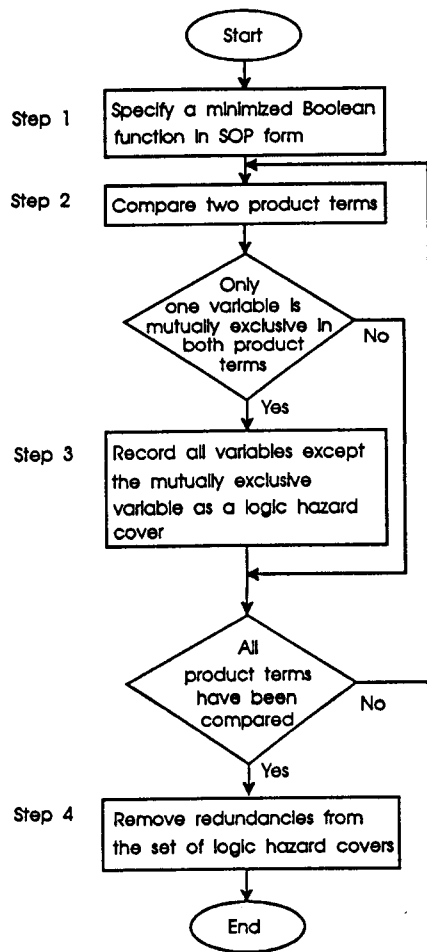 Start
Step 1
Specify a minimized Boolean
function in SOP form
Step 2
Compare two product terms
Only
one variable is
mutually exclusive in
both product
terms
No
Yes
Step 3
Record all variables except
the mutually exclusive
variable as a logic hazard
cover
All
product terms
have been
compared
No
Yes
Step 4
Remove redundancies from
the set of logic hazard covers
End